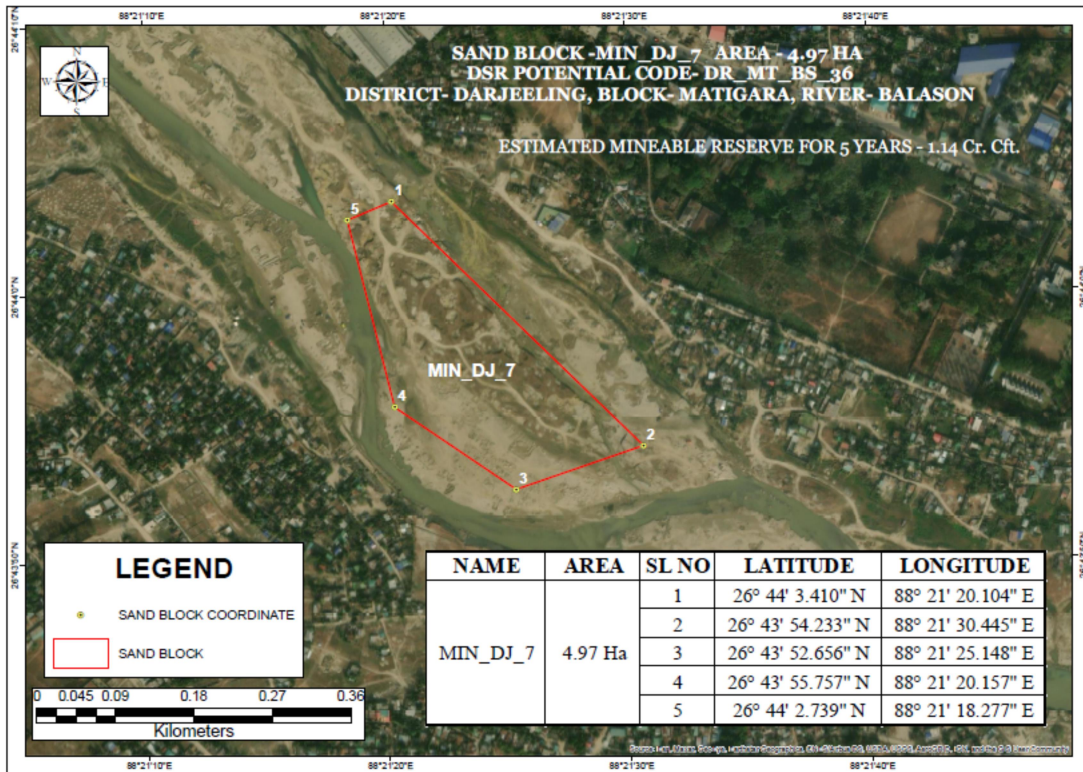 88°21'10"E 88°21'20"E 88°21'30"E 88°21'40"E
26°44'10"N
N
W E
S
SAND BLOCK -MIN_DJ_7 AREA - 4.97 HA
DSR POTENTIAL CODE- DR_MT_BS_36
DISTRICT- DARJEELING, BLOCK- MATIGARA, RIVER- BALASON
ESTIMATED MINEABLE RESERVE FOR 5 YEARS - 1.14 Cr. Cft.
1
5
26°44'0"N
MIN_DJ_7
4
2
3
26°43'50"N
LEGEND
SAND BLOCK COORDINATE
SAND BLOCK
0 0.045 0.09 0.18 0.27 0.36
Kilometers
NAME AREA SL NO LATITUDE LONGITUDE
1 26° 44' 3.410" N 88° 21' 20.104" E
2 26° 43' 54.233" N 88° 21' 30.445" E
MIN_DJ_7 4.97 Ha 3 26° 43' 52.656" N 88° 21' 25.148" E
4 26° 43' 55.757" N 88° 21' 20.157" E
5 26° 44' 2.739" N 88° 21' 18.277" E
88°21'10"E 88°21'20"E 88°21'30"E 88°21'40"E